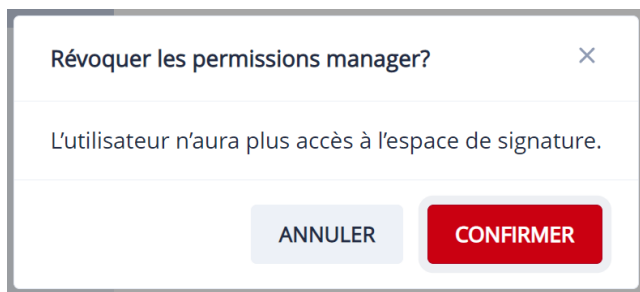 Révoquer les permissions manager?
L'utilisateur n'aura plus accès à l'espace de signature.
ANNULER
CONFIRMER